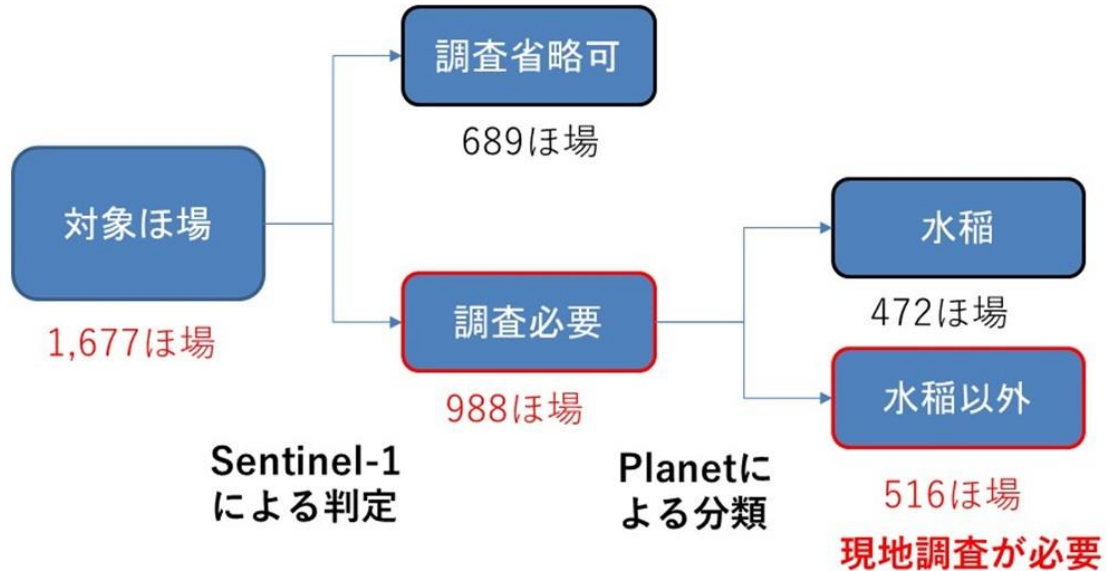 調査省略可
689ほ場
対象ほ場
1,677ほ場
調査必要
988ほ場
水稲
472ほ場
水稲以外
516ほ場
現地調査が必要
Sentinel-1
による判定
Planetに
よる分類